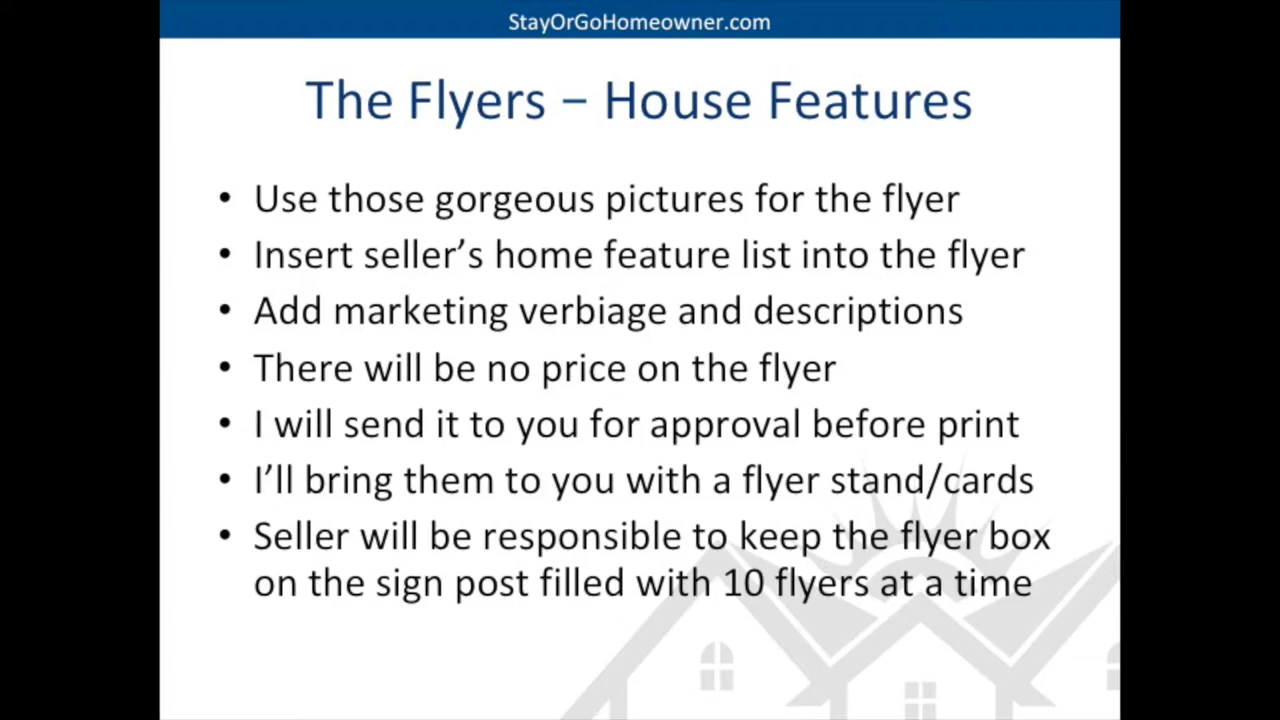 StayOrGoHomeowner.com
The Flyers – House Features
• Use those gorgeous pictures for the flyer
• Insert seller’s home feature list into the flyer
• Add marketing verbiage and descriptions
• There will be no price on the flyer
• I will send it to you for approval before print
• I’ll bring them to you with a flyer stand/cards
• Seller will be responsible to keep the flyer box
on the sign post filled with 10 flyers at a time